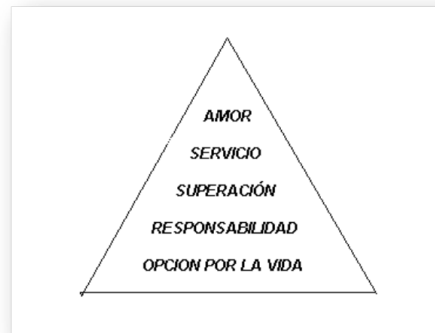 AMOR
SERVICIO
SUPERACIÓN
RESPONSABILIDAD
OPCION POR LA VIDA